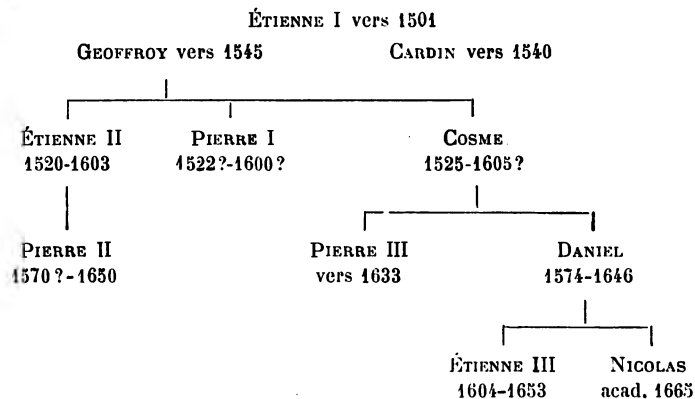 ÉTIENNE I vers 1501
GEOFFROY vers 1545 CARDIN vers 1540
ÉTIENNE II PIERRE I COSME
1520-1603 1522?-1600? 1525-1605?
PIERRE II PIERRE III DANIEL
1570?-1650 vers 1633 1574-1646
ÉTIENNE III NICOLAS
1604-1653 acad, 1665